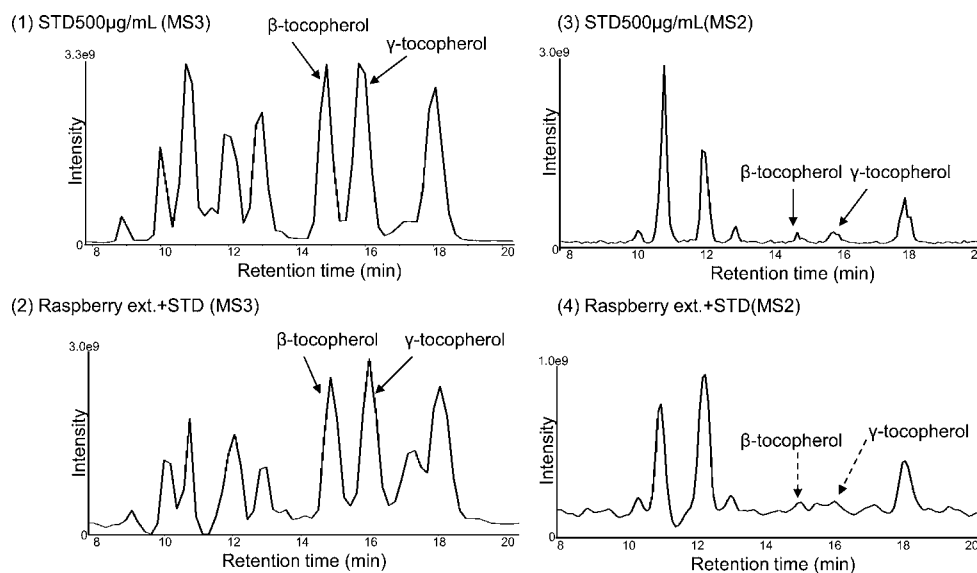 (1) STD500µg/mL (MS3)
β-tocopherol
γ-tocopherol
3.3e9
Intensity
0
8 10 12 14 16 18 20
Retention time (min)
(2) Raspberry ext.+STD (MS3)
β-tocopherol
γ-tocopherol
3.0e9
Intensity
0
8 10 12 14 16 18 20
Retention time (min)
(3) STD500µg/mL(MS2)
3.0e9
β-tocopherol
γ-tocopherol
Intensity
0
8 10 12 14 16 18 20
Retention time (min)
(4) Raspberry ext.+STD(MS2)
1.0e9
β-tocopherol
γ-tocopherol
Intensity
0
8 10 12 14 16 18 20
Retention time (min)